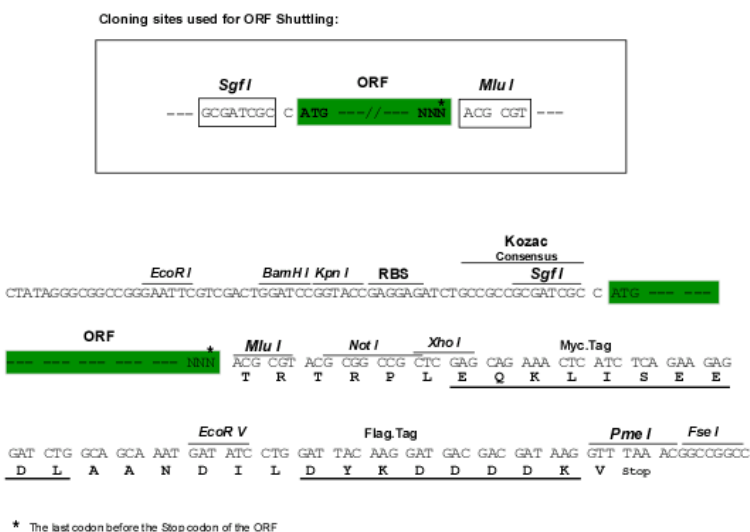 Cloning sites used for ORF Shuttling:
Sgf I ORF Mlu I
--- GCGATCGC C ATG ---//--- NNN* ACG CGT ---
Kozac
Consensus
EcoR I BamH I Kpn I RBS Sgf I
CTATAGGGCGGCCGGGAATTCGTCGACTGGATCCGGTACCGAGGAGATCTGCCGCCGCGATCGC C ATG --- ---
ORF
Mlu I Not I Xho I Myc.Tag
--- --- --- --- --- NNN* ACG CGT ACG CGG CCG CTC GAG CAG AAA CTC ATC TCA GAA GAG
T R T R P L E Q K L I S E E
EcoR V Flag.Tag Pme I Fse I
GAT CTG GCA GCA AAT GAT ATC CTG GAT TAC AAG GAT GAC GAC GAT AAG GTT TAA ACGGCCGGCC
D L A A N D I L D Y K D D D D K V Stop
* The last codon before the Stop codon of the ORF